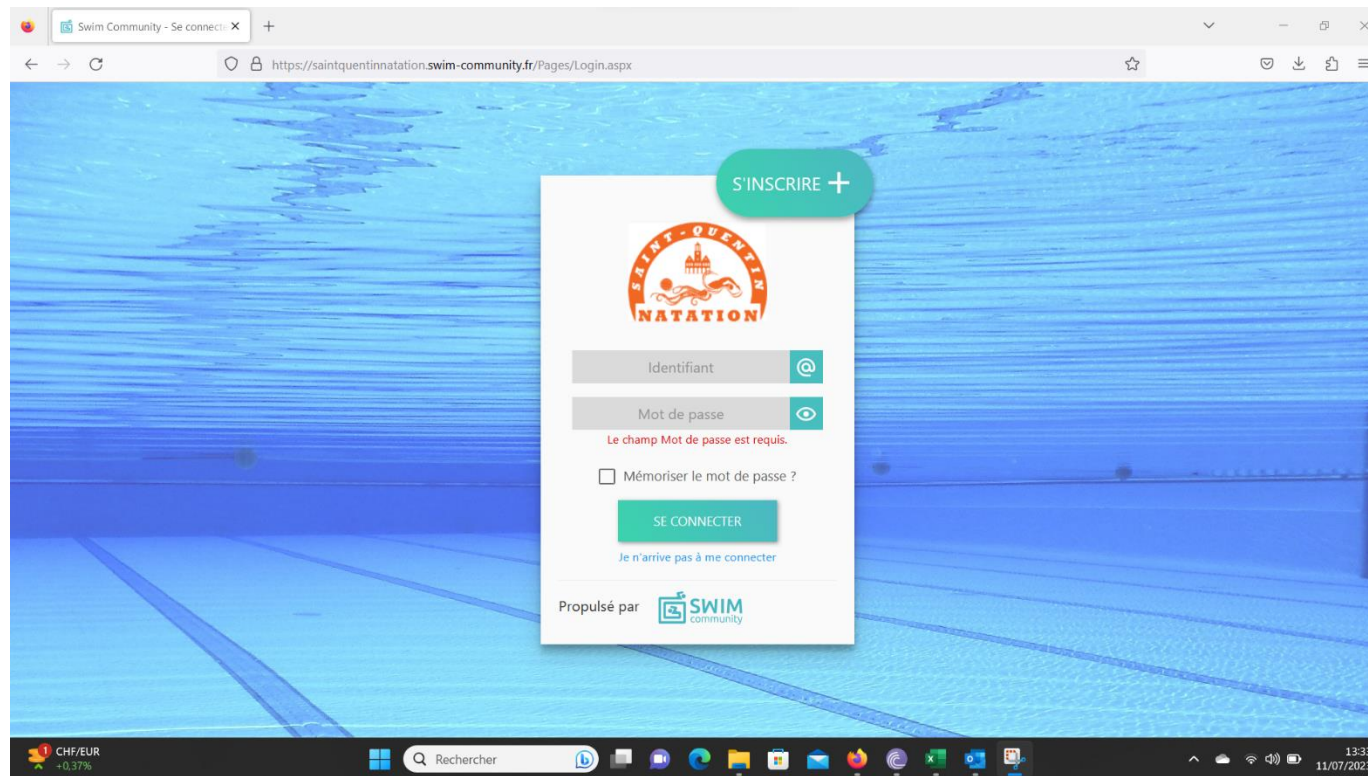 Swim Community - Se connecte
https://saintquentinnatation.swim-community.fr/Pages/Login.aspx
S'INSCRIRE
SAINT-QUENTIN
NATATION
Identifiant
@
Mot de passe
Le champ Mot de passe est requis.
Mémoriser le mot de passe ?
SE CONNECTER
Je n'arrive pas à me connecter
Propulsé par
SWIM
community
1
CHF/EUR
+0,37%
Rechercher
13:33
11/07/2023